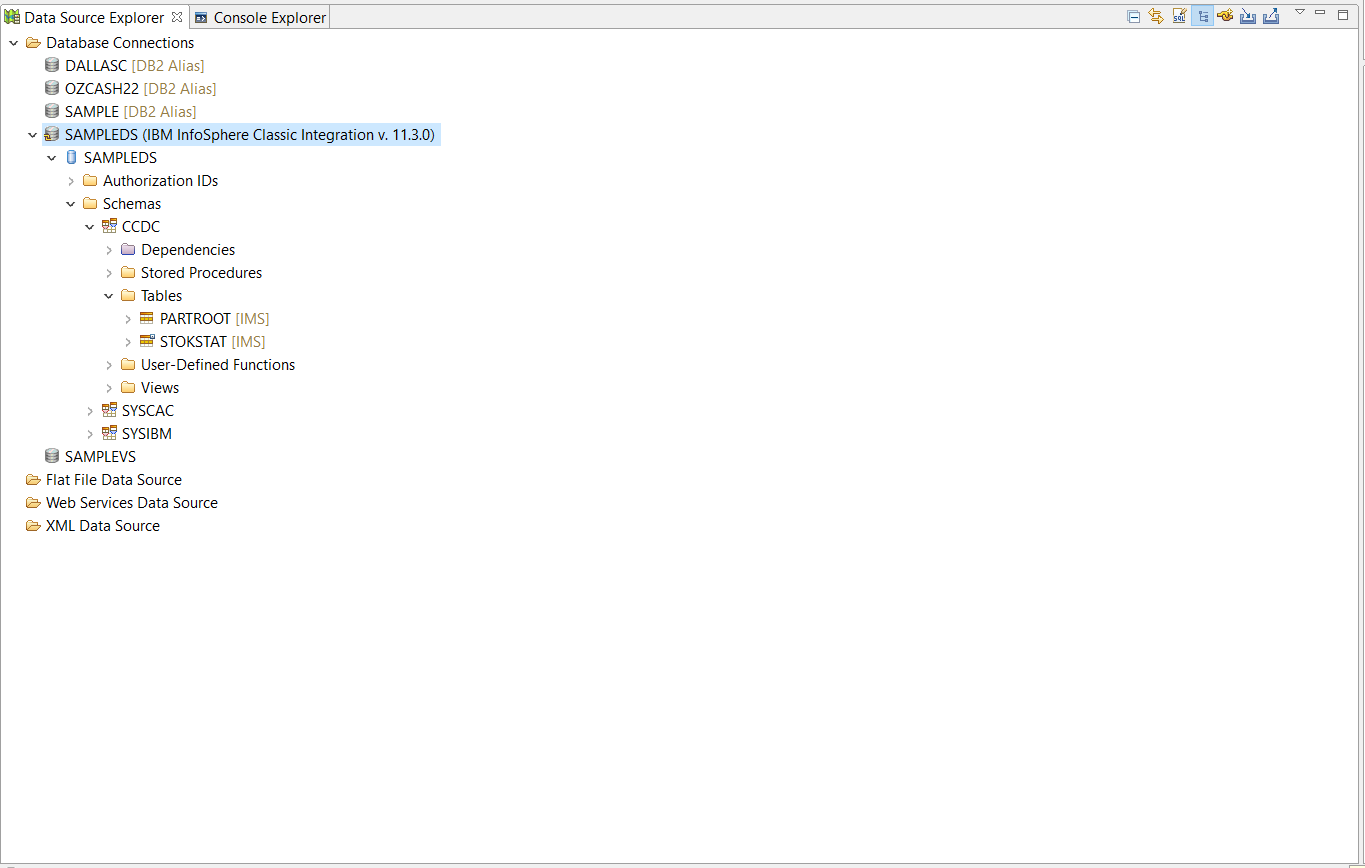 Data Source Explorer Console Explorer
Database Connections
DALLASC [DB2 Alias]
OZCASH22 [DB2 Alias]
SAMPLE [DB2 Alias]
SAMPLEDS (IBM InfoSphere Classic Integration v. 11.3.0)
SAMPLEDS
Authorization IDs
Schemas
CCDC
Dependencies
Stored Procedures
Tables
PARTROOT [IMS]
STOKSTAT [IMS]
User-Defined Functions
Views
SYSCAC
SYSIBM
SAMPLEVS
Flat File Data Source
Web Services Data Source
XML Data Source